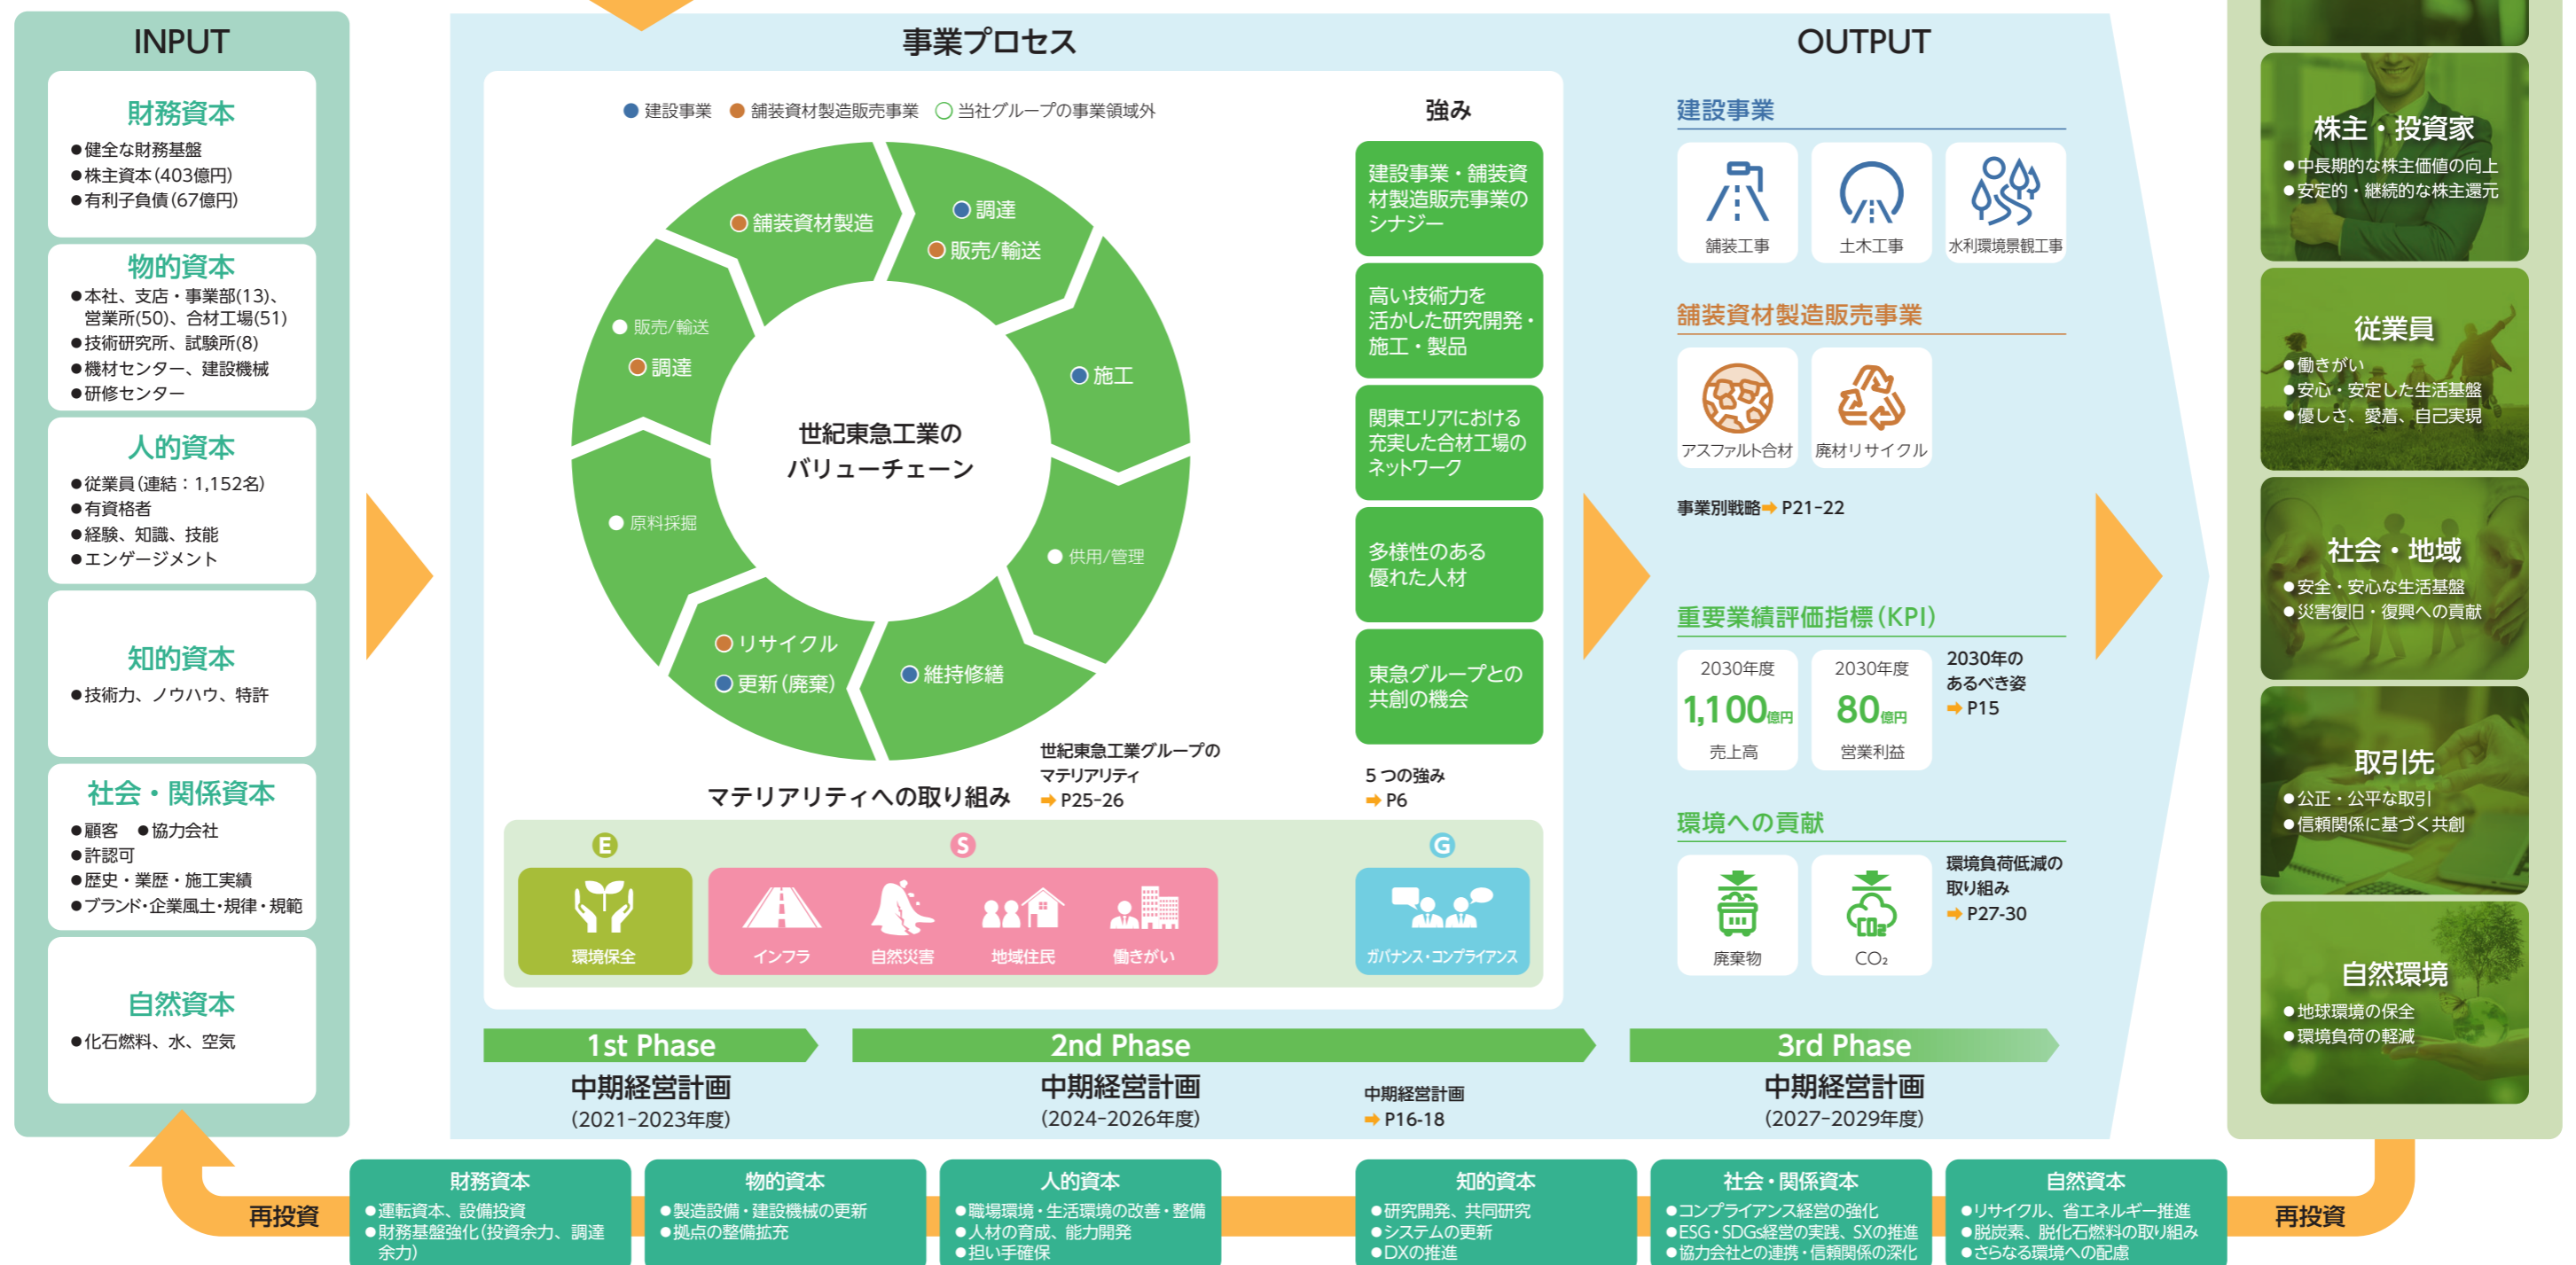 INPUT
財務資本
●健全な財務基盤
●株主資本(403億円)
●有利子負債(67億円)
物的資本
●本社、支店・事業部(13)、
営業所(50)、合材工場(51)
●技術研究所、試験所(8)
●機材センター、建設機械
●研修センター
人的資本
●従業員(連結：1,152名)
●有資格者
●経験、知識、技能
●エンゲージメント
知的資本
●技術力、ノウハウ、特許
社会・関係資本
●顧客 ●協力会社
●許認可
●歴史・業歴・施工実績
●ブランド・企業風土・規律・規範
自然資本
●化石燃料、水、空気
事業プロセス
建設事業 舗装資材製造販売事業 当社グループの事業領域外
舗装資材製造
調達
販売/輸送
施工
供用/管理
維持修繕
リサイクル
更新(廃棄)
原料採掘
販売/輸送
調達
世紀東急工業の
バリューチェーン
強み
建設事業・舗装資
材製造販売事業の
シナジー
高い技術力を
活かした研究開発・
施工・製品
関東エリアにおける
充実した合材工場の
ネットワーク
多様性のある
優れた人材
東急グループとの
共創の機会
5つの強み
➡ P6
マテリアリティへの取り組み
世紀東急工業グループの
マテリアリティ
➡ P25-26
E
環境保全
S
インフラ
自然災害
地域住民
働きがい
G
ガバナンス・コンプライアンス
OUTPUT
建設事業
舗装工事
土木工事
水利環境景観工事
舗装資材製造販売事業
アスファルト合材
廃材リサイクル
事業別戦略➡ P21-22
重要業績評価指標(KPI)
2030年度
1,100億円
売上高
2030年度
80億円
営業利益
2030年の
あるべき姿
➡ P15
環境への貢献
廃棄物
CO₂
CO₂
環境負荷低減の
取り組み
➡ P27-30
1st Phase
中期経営計画
(2021-2023年度)
2nd Phase
中期経営計画
(2024-2026年度)
中期経営計画
➡ P16-18
3rd Phase
中期経営計画
(2027-2029年度)
株主・投資家
●中長期的な株主価値の向上
●安定的・継続的な株主還元
従業員
●働きがい
●安心・安定した生活基盤
●優しさ、愛着、自己実現
社会・地域
●安全・安心な生活基盤
●災害復旧・復興への貢献
取引先
●公正・公平な取引
●信頼関係に基づく共創
自然環境
●地球環境の保全
●環境負荷の軽減
再投資
財務資本
●運転資本、設備投資
●財務基盤強化(投資余力、調達
余力)
物的資本
●製造設備・建設機械の更新
●拠点の整備拡充
人的資本
●職場環境・生活環境の改善・整備
●人材の育成、能力開発
●担い手確保
知的資本
●研究開発、共同研究
●システムの更新
●DXの推進
社会・関係資本
●コンプライアンス経営の強化
●ESG・SDGs経営の実践、SXの推進
●協力会社との連携・信頼関係の深化
自然資本
●リサイクル、省エネルギー推進
●脱炭素、脱化石燃料の取り組み
●さらなる環境への配慮
再投資